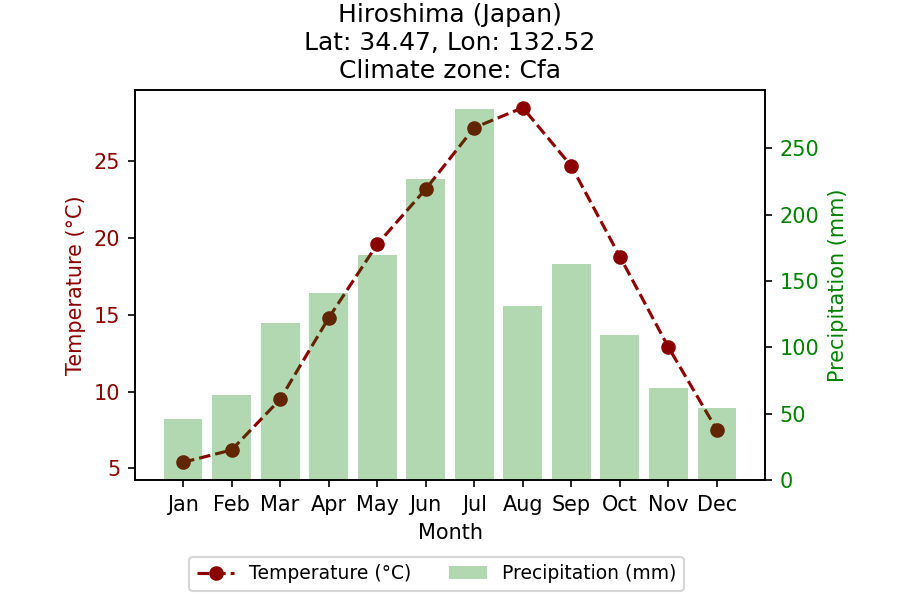 Hiroshima (Japan)
Lat: 34.47, Lon: 132.52
Climate zone: Cfa
Temperature (°C)
25
20
15
10
5
250
200
150
100
50
0
Precipitation (mm)
Jan Feb Mar Apr May Jun Jul Aug Sep Oct Nov Dec
Month
Temperature (°C) Precipitation (mm)